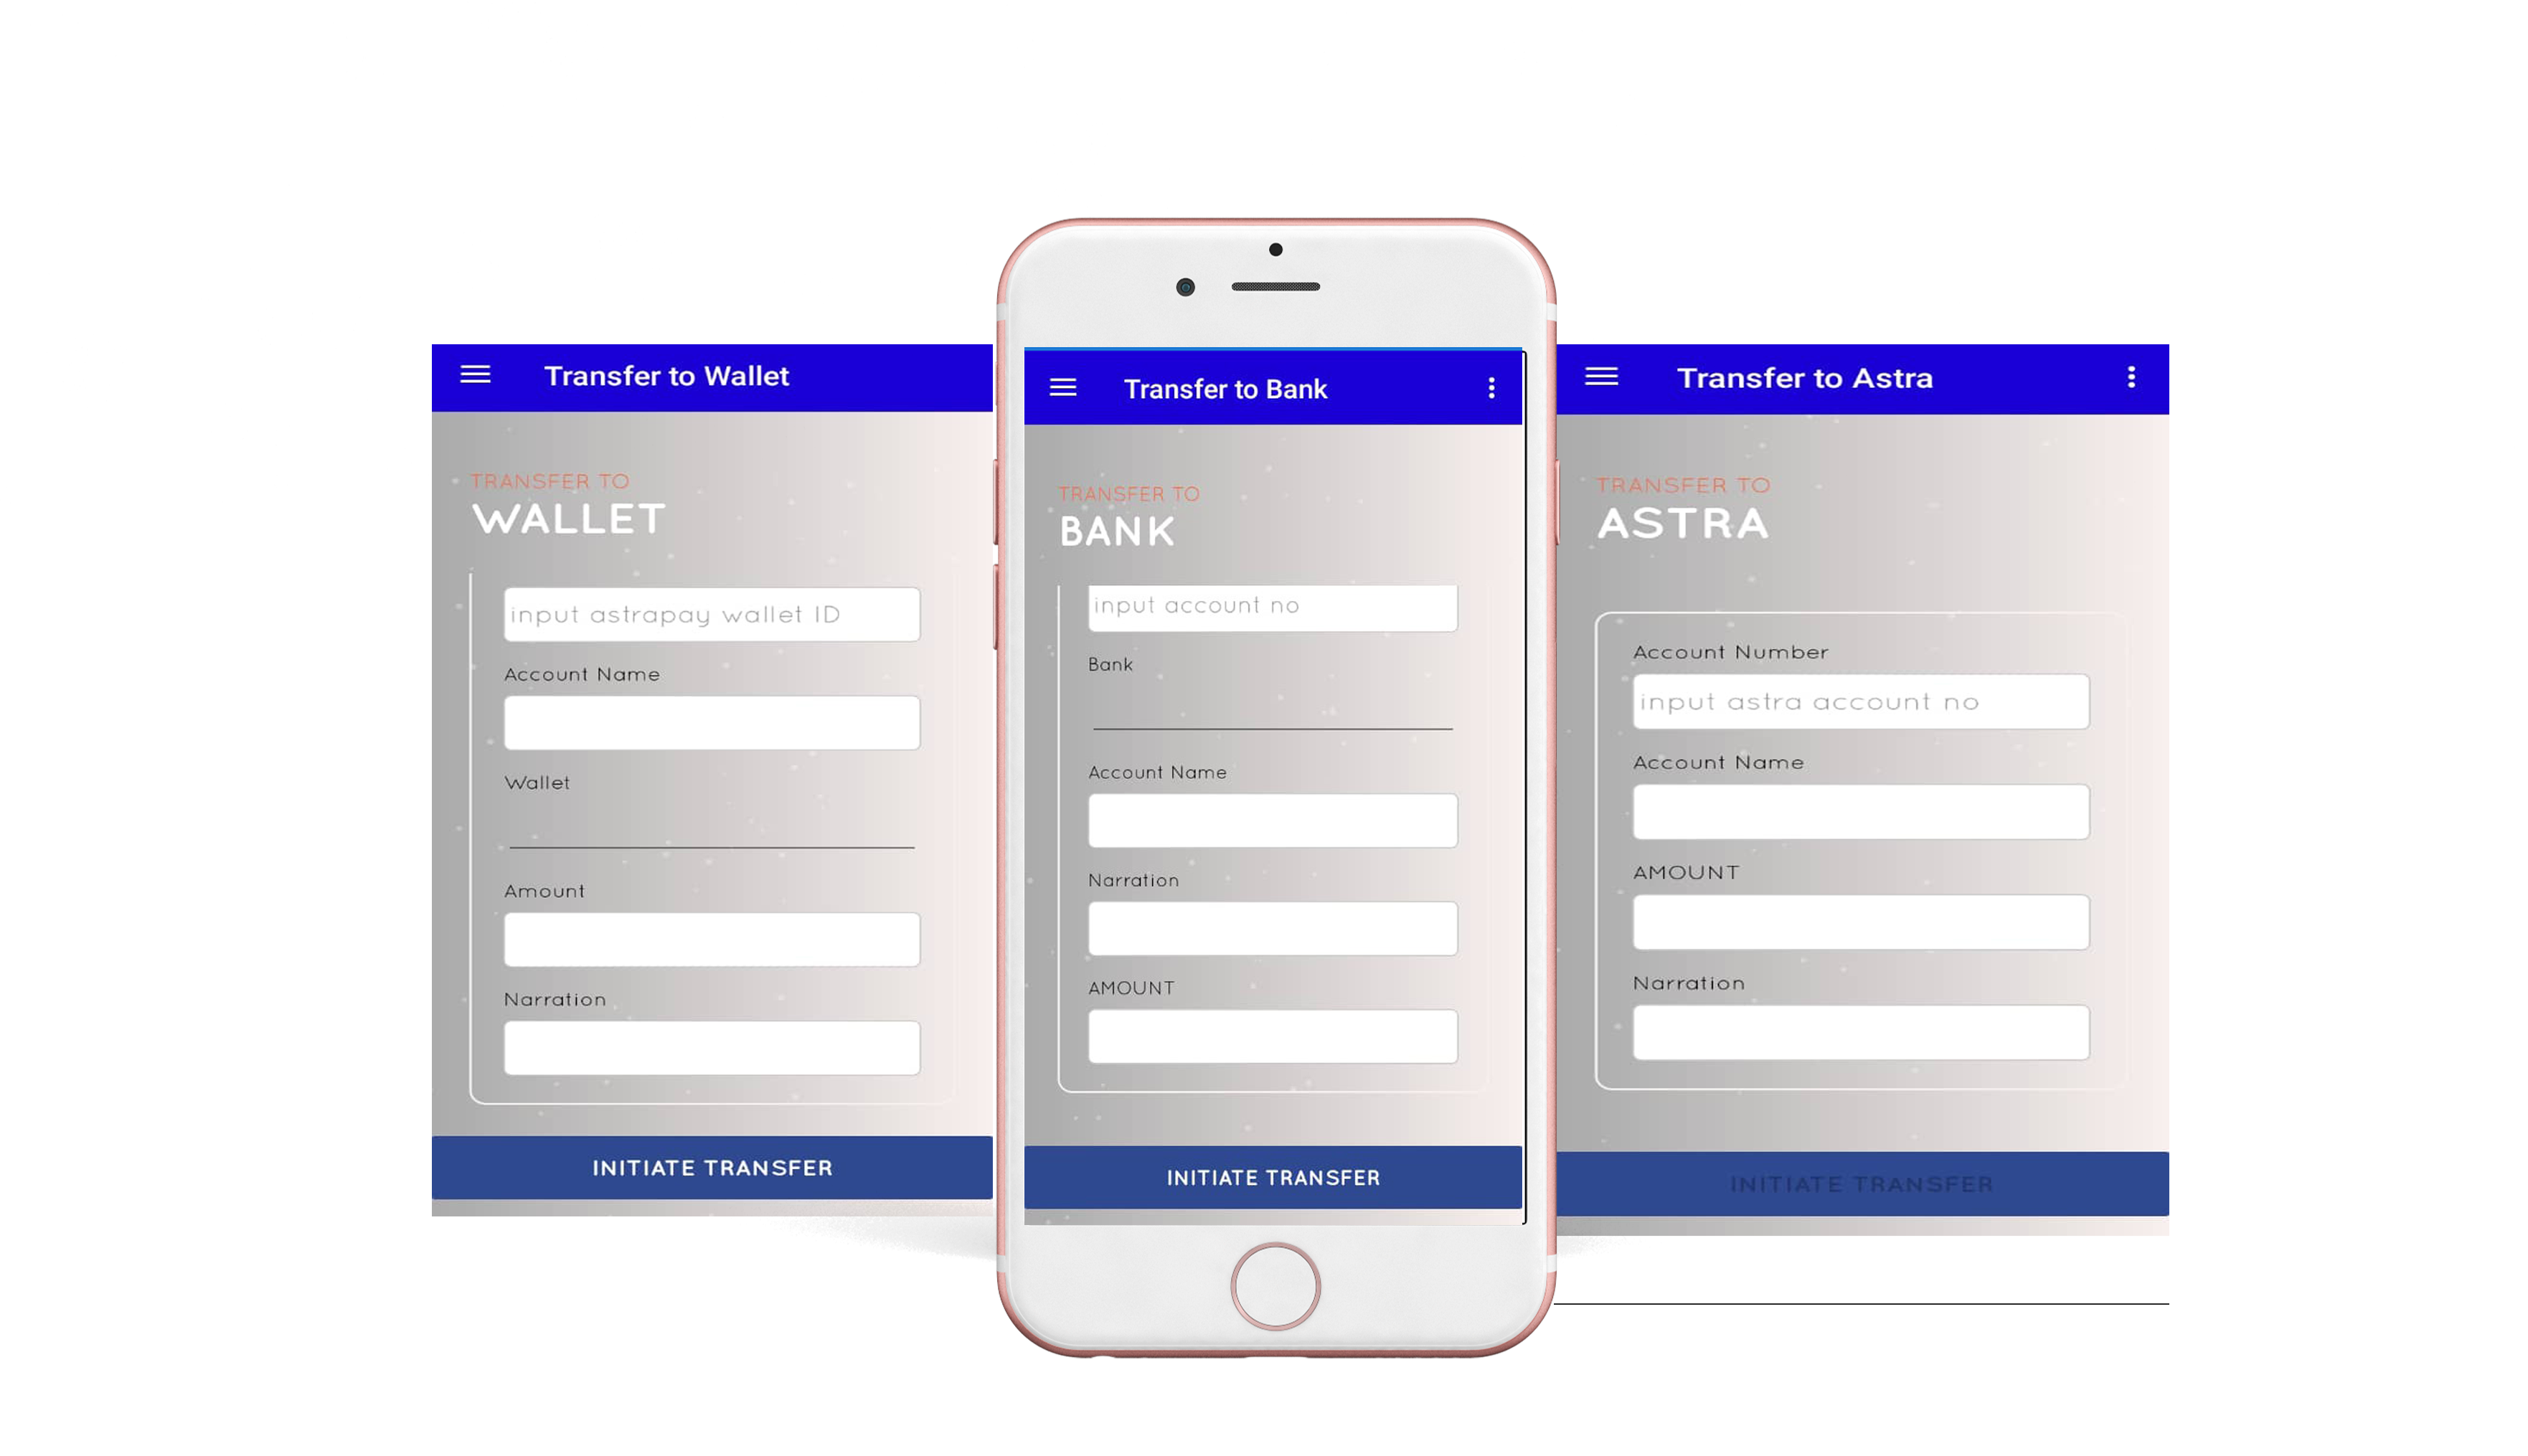 Transfer to Wallet
TRANSFER TO
WALLET
input astrapay wallet ID
Account Name
Wallet
Amount
Narration
INITIATE TRANSFER
Transfer to Bank
TRANSFER TO
BANK
input account no
Bank
Account Name
Narration
AMOUNT
INITIATE TRANSFER
Transfer to Astra
TRANSFER TO
ASTRA
Account Number
input astra account no
Account Name
AMOUNT
Narration
INITIATE TRANSFER